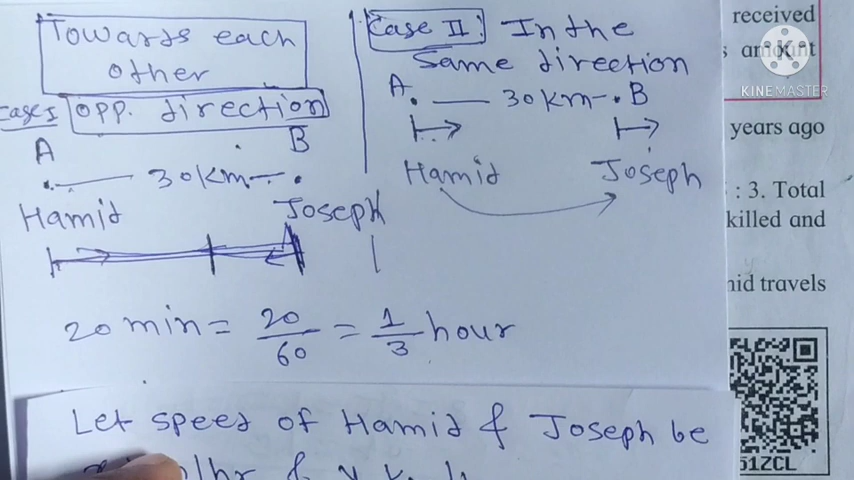 Towards each
other
Case I opp. direction
A B
30km
Hamid Joseph
20 min = 20/60 = 1/3 hour
Case II: In the
Same direction
A 30km B
Hamid Joseph
Let speed of Hamid & Joseph be
received
amount
KINEMASTER
years ago
: 3. Total
killed and
travels
51ZCL